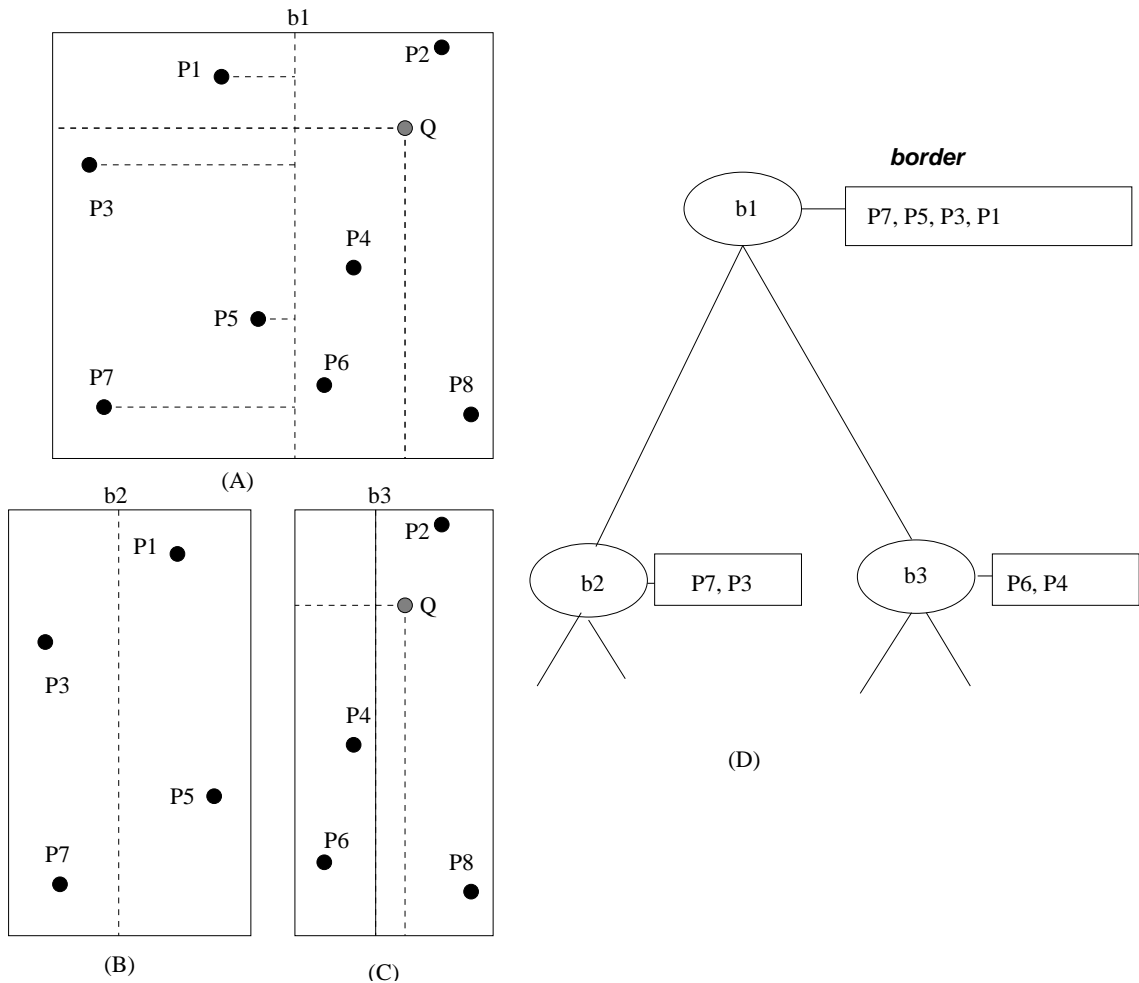 b1
P2
P1
Q
P3
P4
P5
P6
P7
P8
(A)
b2
P1
P3
P5
P7
(B)
b3
P2
Q
P4
P6
P8
(C)
border
b1
P7, P5, P3, P1
b2
P7, P3
b3
P6, P4
(D)